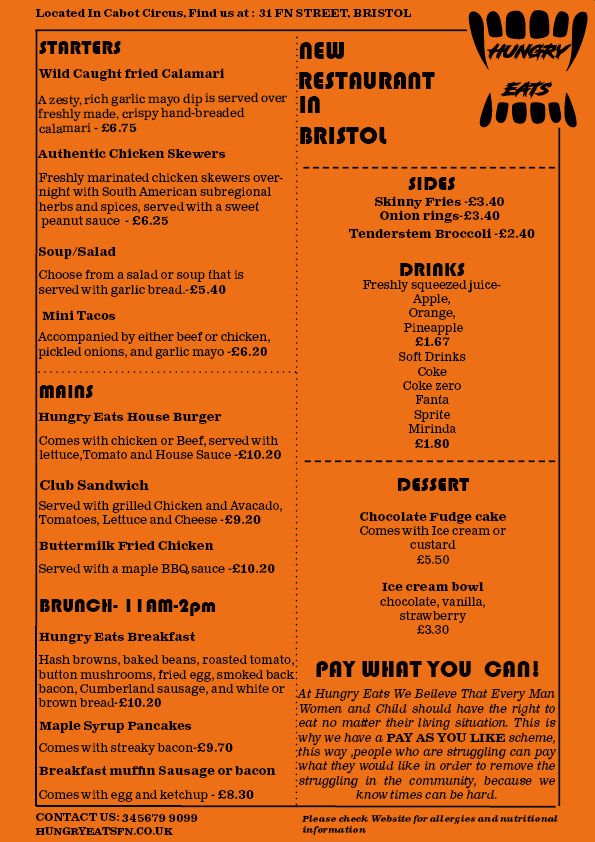 Located In Cabot Circus, Find us at : 31 FN STREET, BRISTOL
HUNGRY
EATS
STARTERS
Wild Caught fried Calamari
A zesty, rich garlic mayo dip is served over
freshly made, crispy hand-breaded
calamari - £6.75
Authentic Chicken Skewers
Freshly marinated chicken skewers over-
night with South American subregional
herbs and spices, served with a sweet
peanut sauce - £6.25
Soup/Salad
Choose from a salad or soup that is
served with garlic bread.-£5.40
Mini Tacos
Accompanied by either beef or chicken,
pickled onions, and garlic mayo -£6.20
MAINS
Hungry Eats House Burger
Comes with chicken or Beef, served with
lettuce,Tomato and House Sauce -£10.20
Club Sandwich
Served with grilled Chicken and Avacado,
Tomatoes, Lettuce and Cheese -£9.20
Buttermilk Fried Chicken
Served with a maple BBQ sauce -£10.20
BRUNCH- 11AM-2pm
Hungry Eats Breakfast
Hash browns, baked beans, roasted tomato,
button mushrooms, fried egg, smoked back
bacon, Cumberland sausage, and white or
brown bread-£10.20
Maple Syrup Pancakes
Comes with streaky bacon-£9.70
Breakfast muffin Sausage or bacon
Comes with egg and ketchup - £8.30
NEW
RESTAURANT
IN
BRISTOL
SIDES
Skinny Fries -£3.40
Onion rings-£3.40
Tenderstem Broccoli -£2.40
DRINKS
Freshly squeezed juice-
Apple,
Orange,
Pineapple
£1.67
Soft Drinks
Coke
Coke zero
Fanta
Sprite
Mirinda
£1.80
DESSERT
Chocolate Fudge cake
Comes with Ice cream or
custard
£5.50
Ice cream bowl
chocolate, vanilla,
strawberry
£3.30
PAY WHAT YOU CAN!
At Hungry Eats We Beileve That Every Man
Women and Child should have the right to
eat no matter their living situation. This is
why we have a PAY AS YOU LIKE scheme,
this way ,people who are struggling can pay
what they would like in order to remove the
struggling in the community, because we
know times can be hard.
CONTACT US: 345679 9099
HUNGRYEATSFN.CO.UK
Please check Website for allergies and nutritional
information